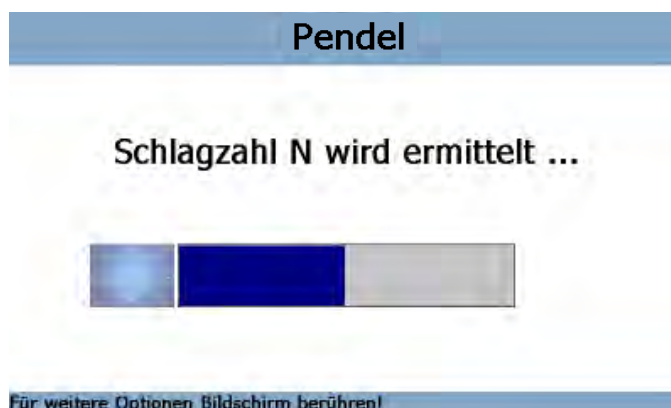 Pendel
Schlagzahl N wird ermittelt ...
Für weitere Optionen Bildschirm berühren!